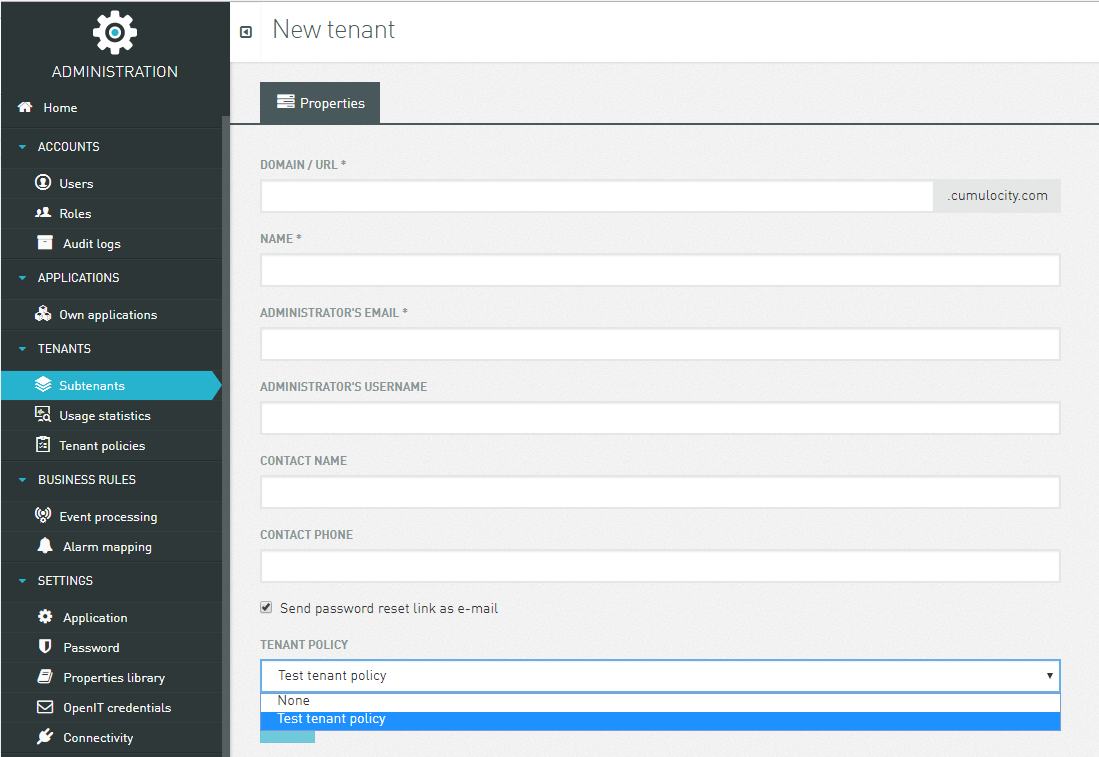 ADMINISTRATION
Home
ACCOUNTS
Users
Roles
Audit logs
APPLICATIONS
Own applications
TENANTS
Subtenants
Usage statistics
Tenant policies
BUSINESS RULES
Event processing
Alarm mapping
SETTINGS
Application
Password
Properties library
OpenIT credentials
Connectivity
New tenant
Properties
DOMAIN / URL *
.cumulocity.com
NAME *
ADMINISTRATOR'S EMAIL *
ADMINISTRATOR'S USERNAME
CONTACT NAME
CONTACT PHONE
Send password reset link as e-mail
TENANT POLICY
Test tenant policy
None
Test tenant policy